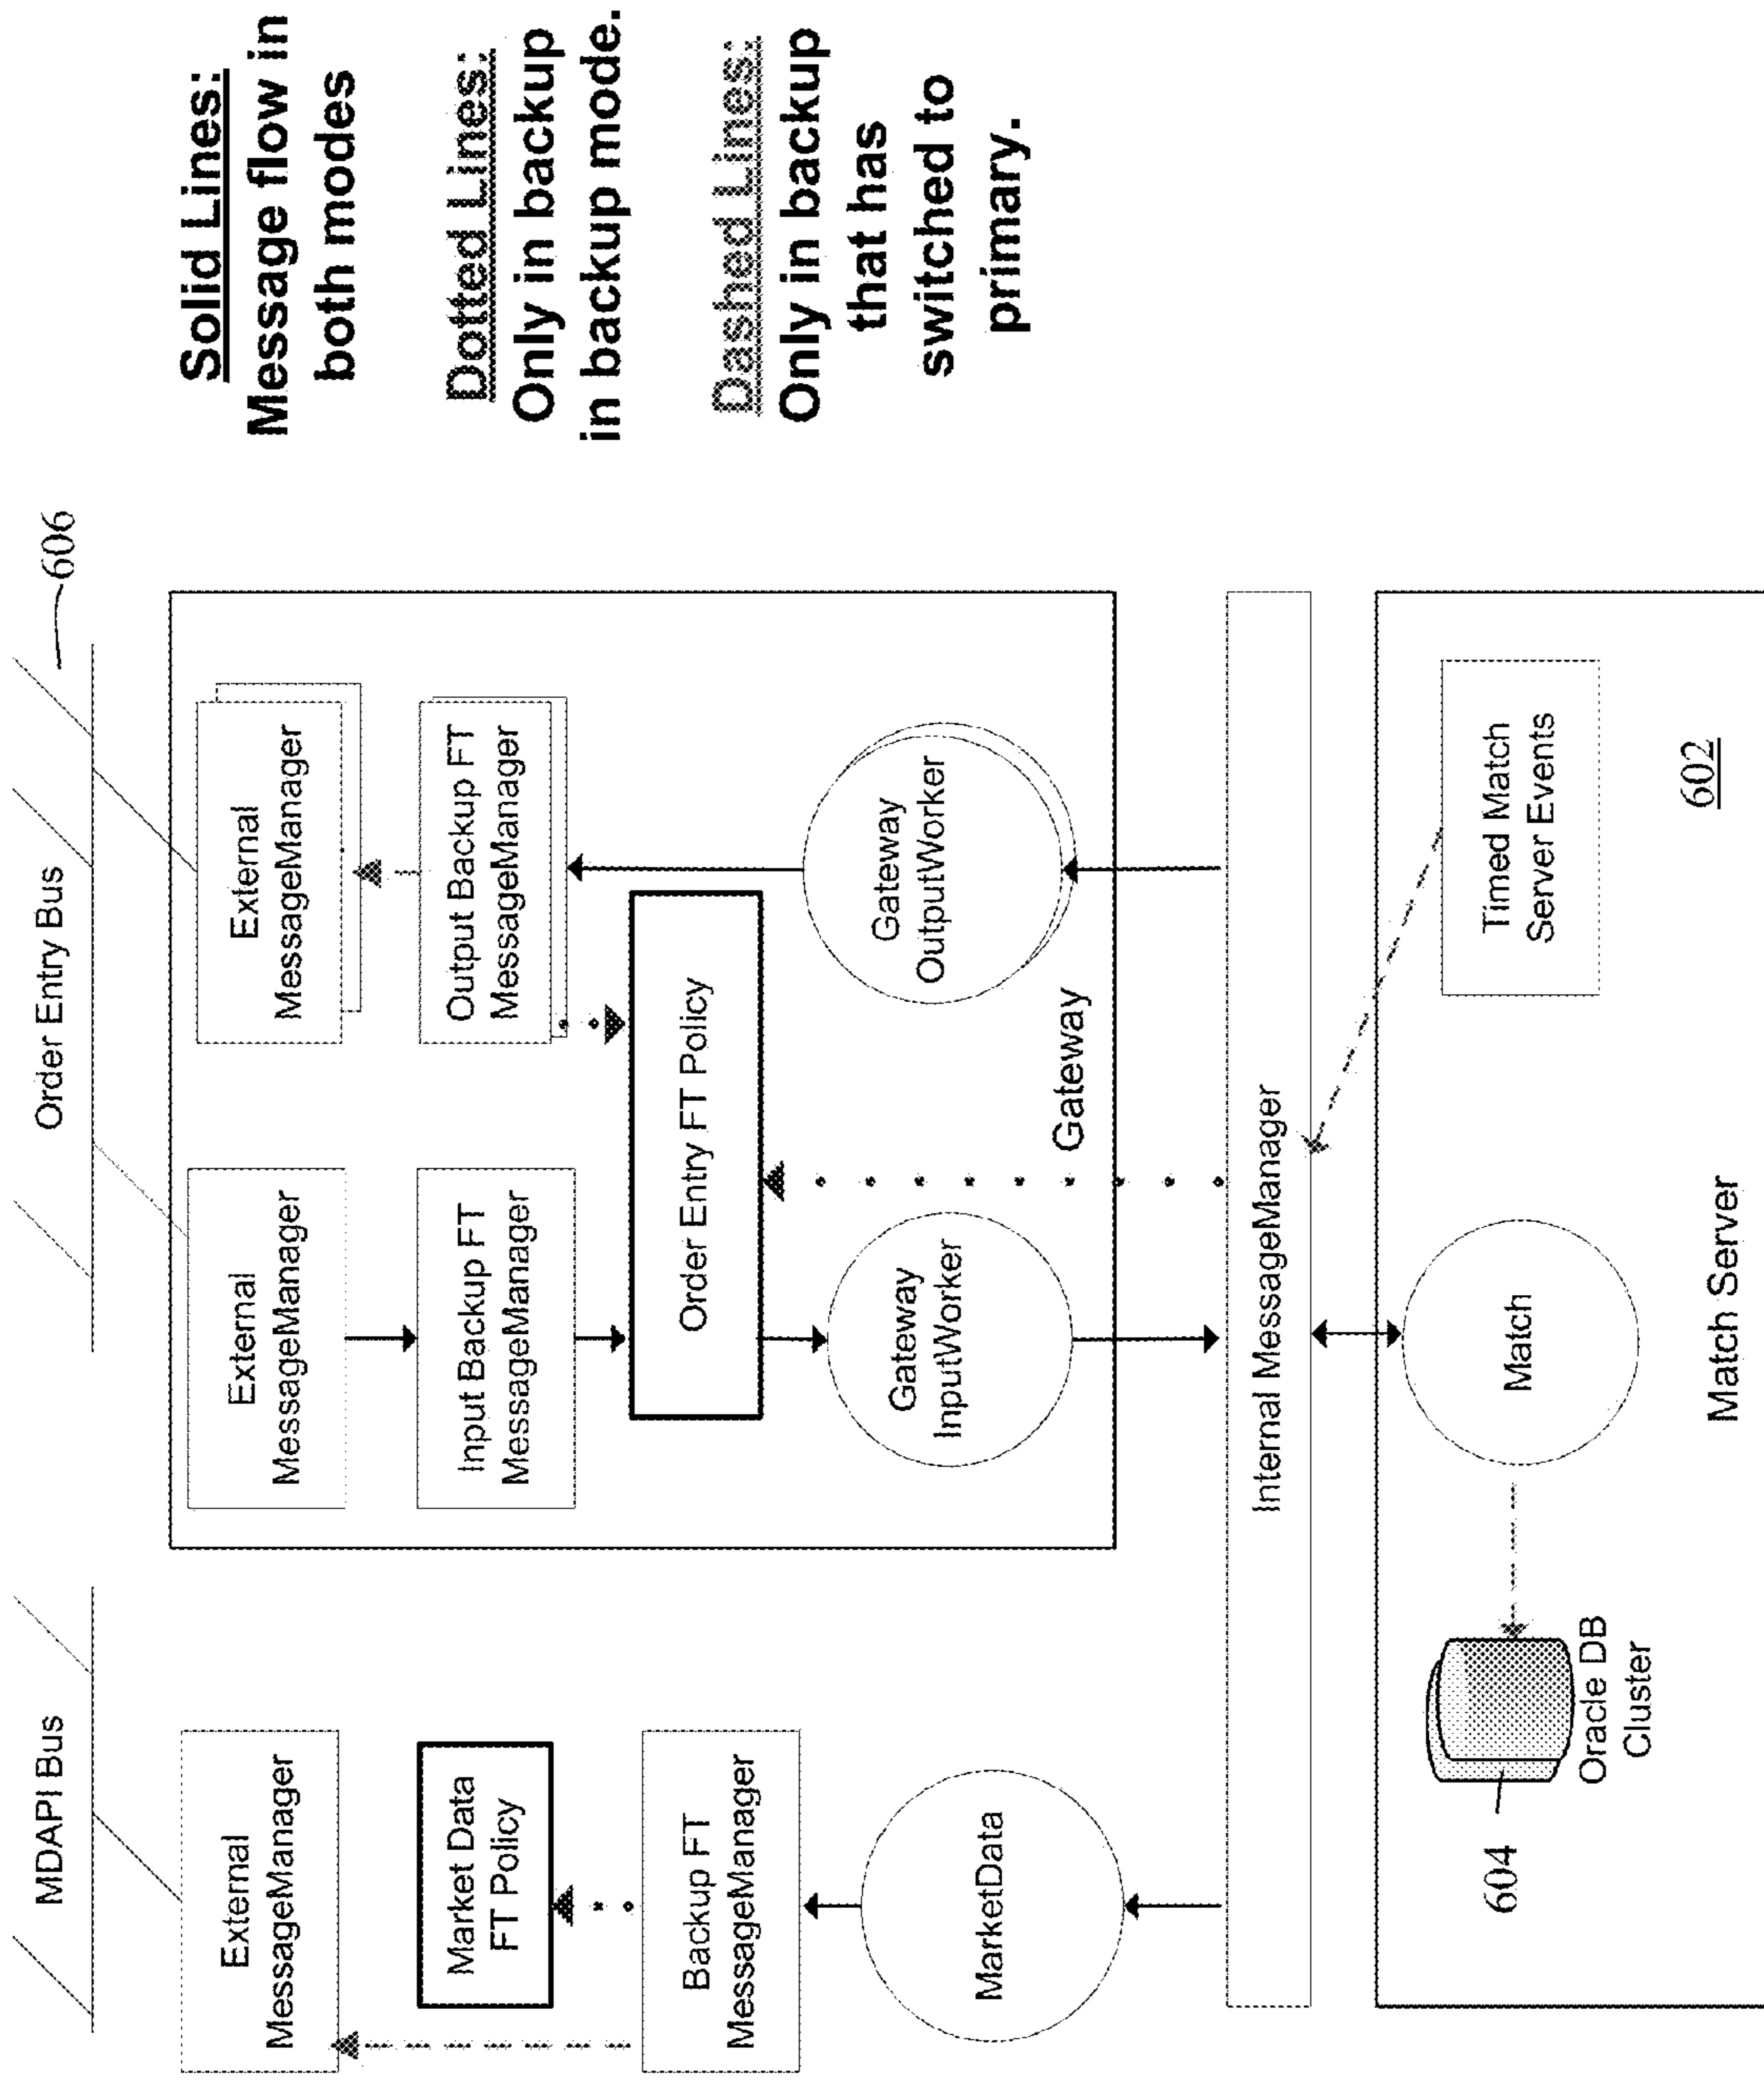 MDAPI Bus
Order Entry Bus
606
External
MessageManager
External
MessageManager
External
MessageManager
Market Data
FT Policy
Input Backup FT
MessageManager
Output Backup FT
MessageManager
Backup FT
MessageManager
Order Entry FT Policy
MarketData
Gateway
InputWorker
Gateway
OutputWorker
Gateway
Internal MessageManager
604
Oracle DB
Cluster
Match
Timed Match
Server Events
Match Server
602
Solid Lines:
Message flow in
both modes
Dotted Lines:
Only in backup
in backup mode.
Dashed Lines:
Only in backup
that has
switched to
primary.